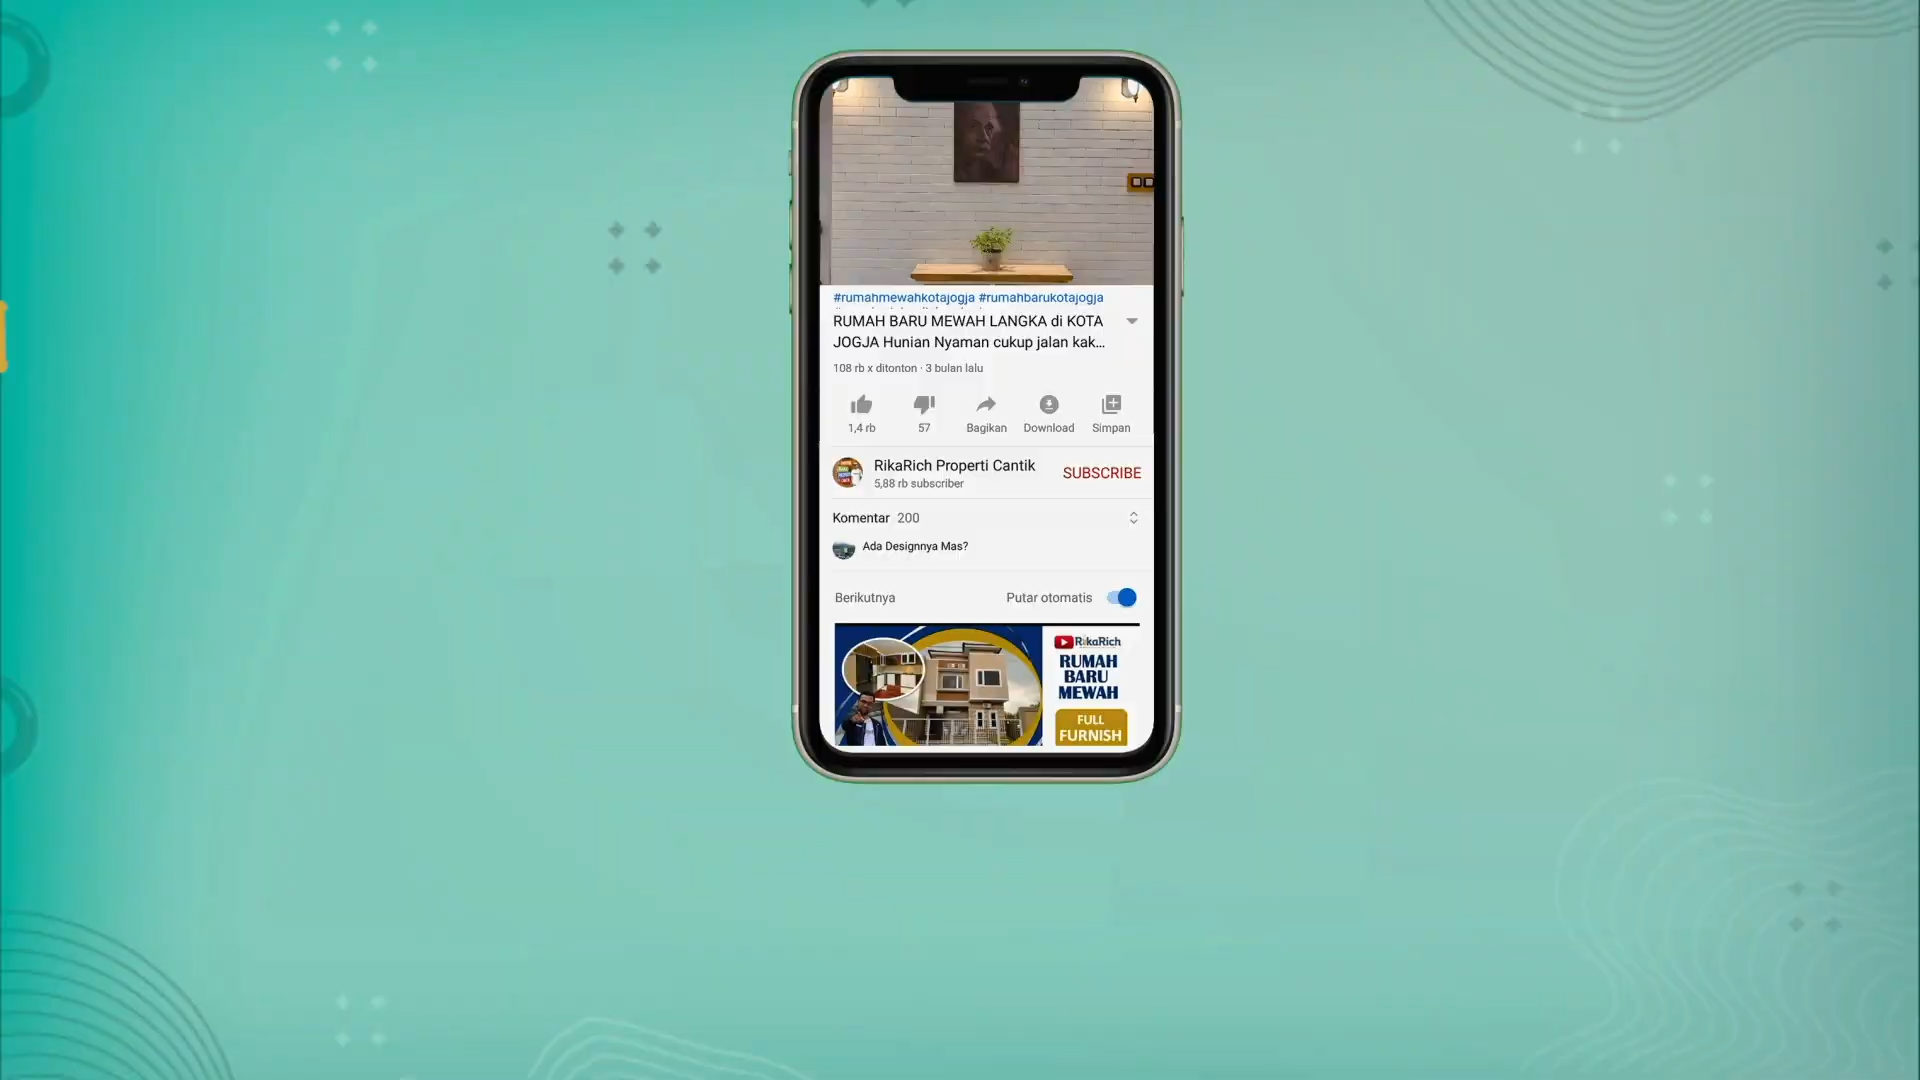 #rumahmewahkotajogja #rumahbarukotajogja
RUMAH BARU MEWAH LANGKA di KOTA
JOGJA Hunian Nyaman cukup jalan kak...
108 rb x ditonton · 3 bulan lalu
1,4 rb
57
Bagikan
Download
Simpan
RikaRich Properti Cantik
5,88 rb subscriber
SUBSCRIBE
Komentar 200
Ada Designnya Mas?
Berikutnya
Putar otomatis
RikaRich
RUMAH
BARU
MEWAH
FULL
FURNISH